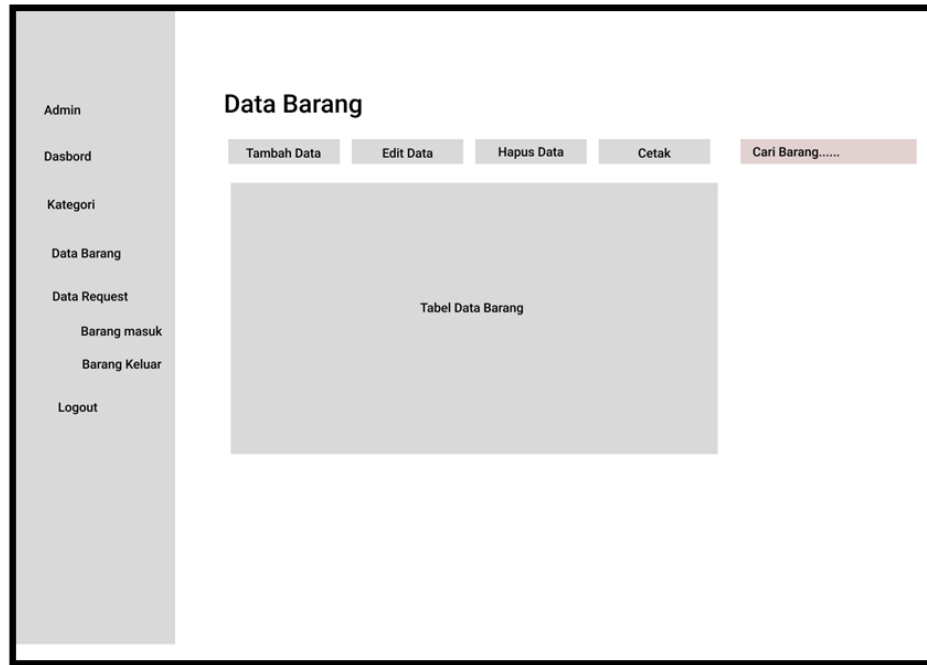 Admin
Dasbord
Kategori
Data Barang
Data Request
Barang masuk
Barang Keluar
Logout
Data Barang
Tambah Data
Edit Data
Hapus Data
Cetak
Cari Barang......
Tabel Data Barang